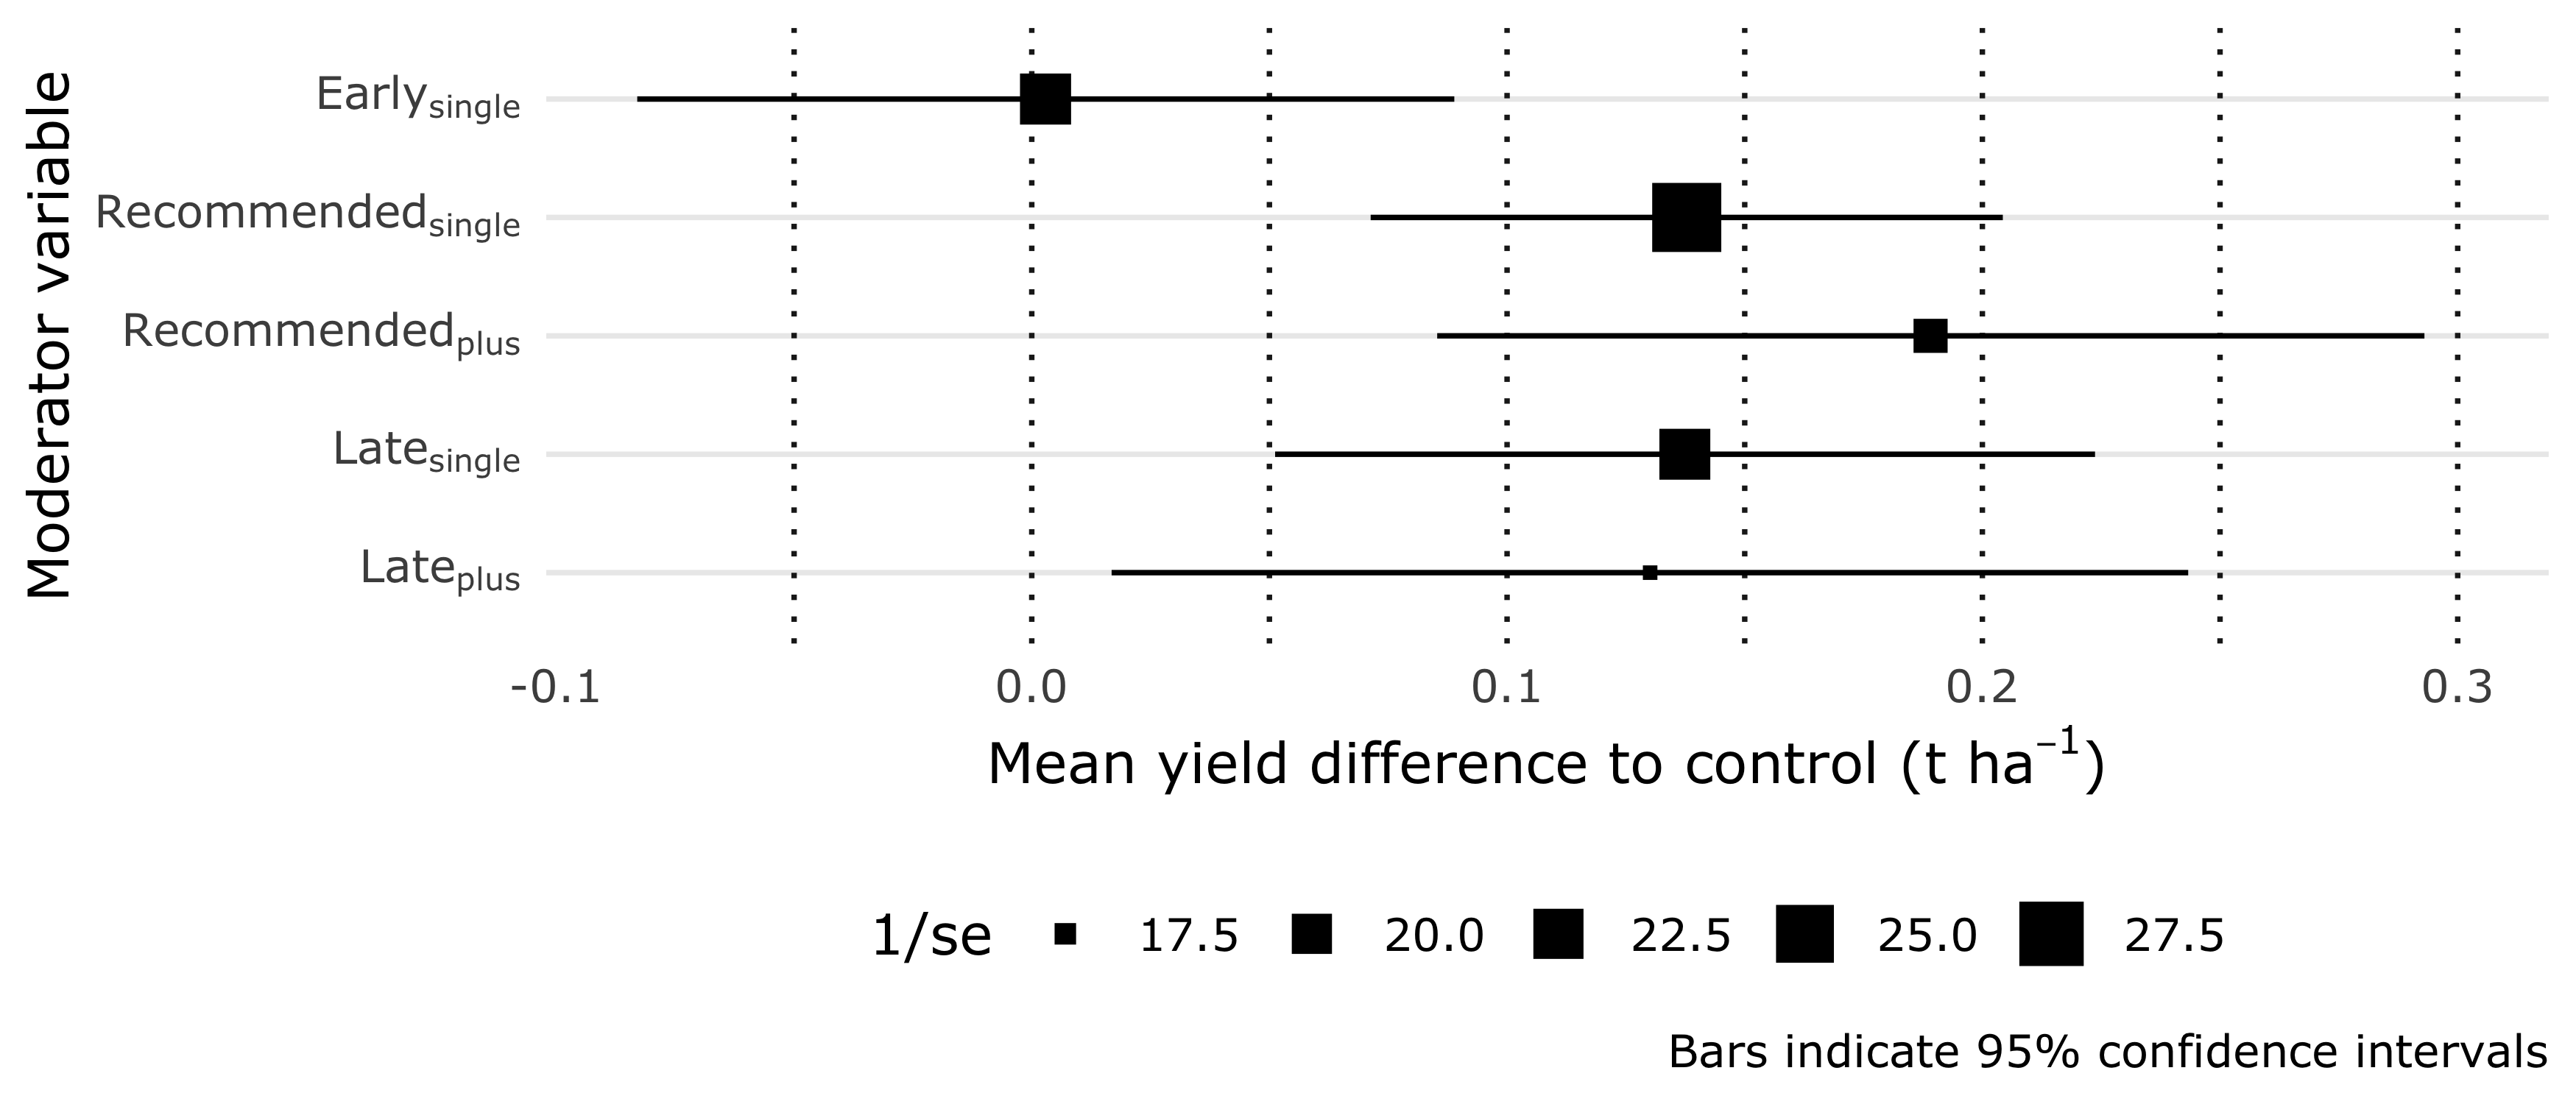 Moderator variable
Early_single
Recommended_single
Recommended_plus
Late_single
Late_plus
-0.1 0.0 0.1 0.2 0.3
Mean yield difference to control (t ha⁻¹)
1/se 17.5 20.0 22.5 25.0 27.5
Bars indicate 95% confidence intervals